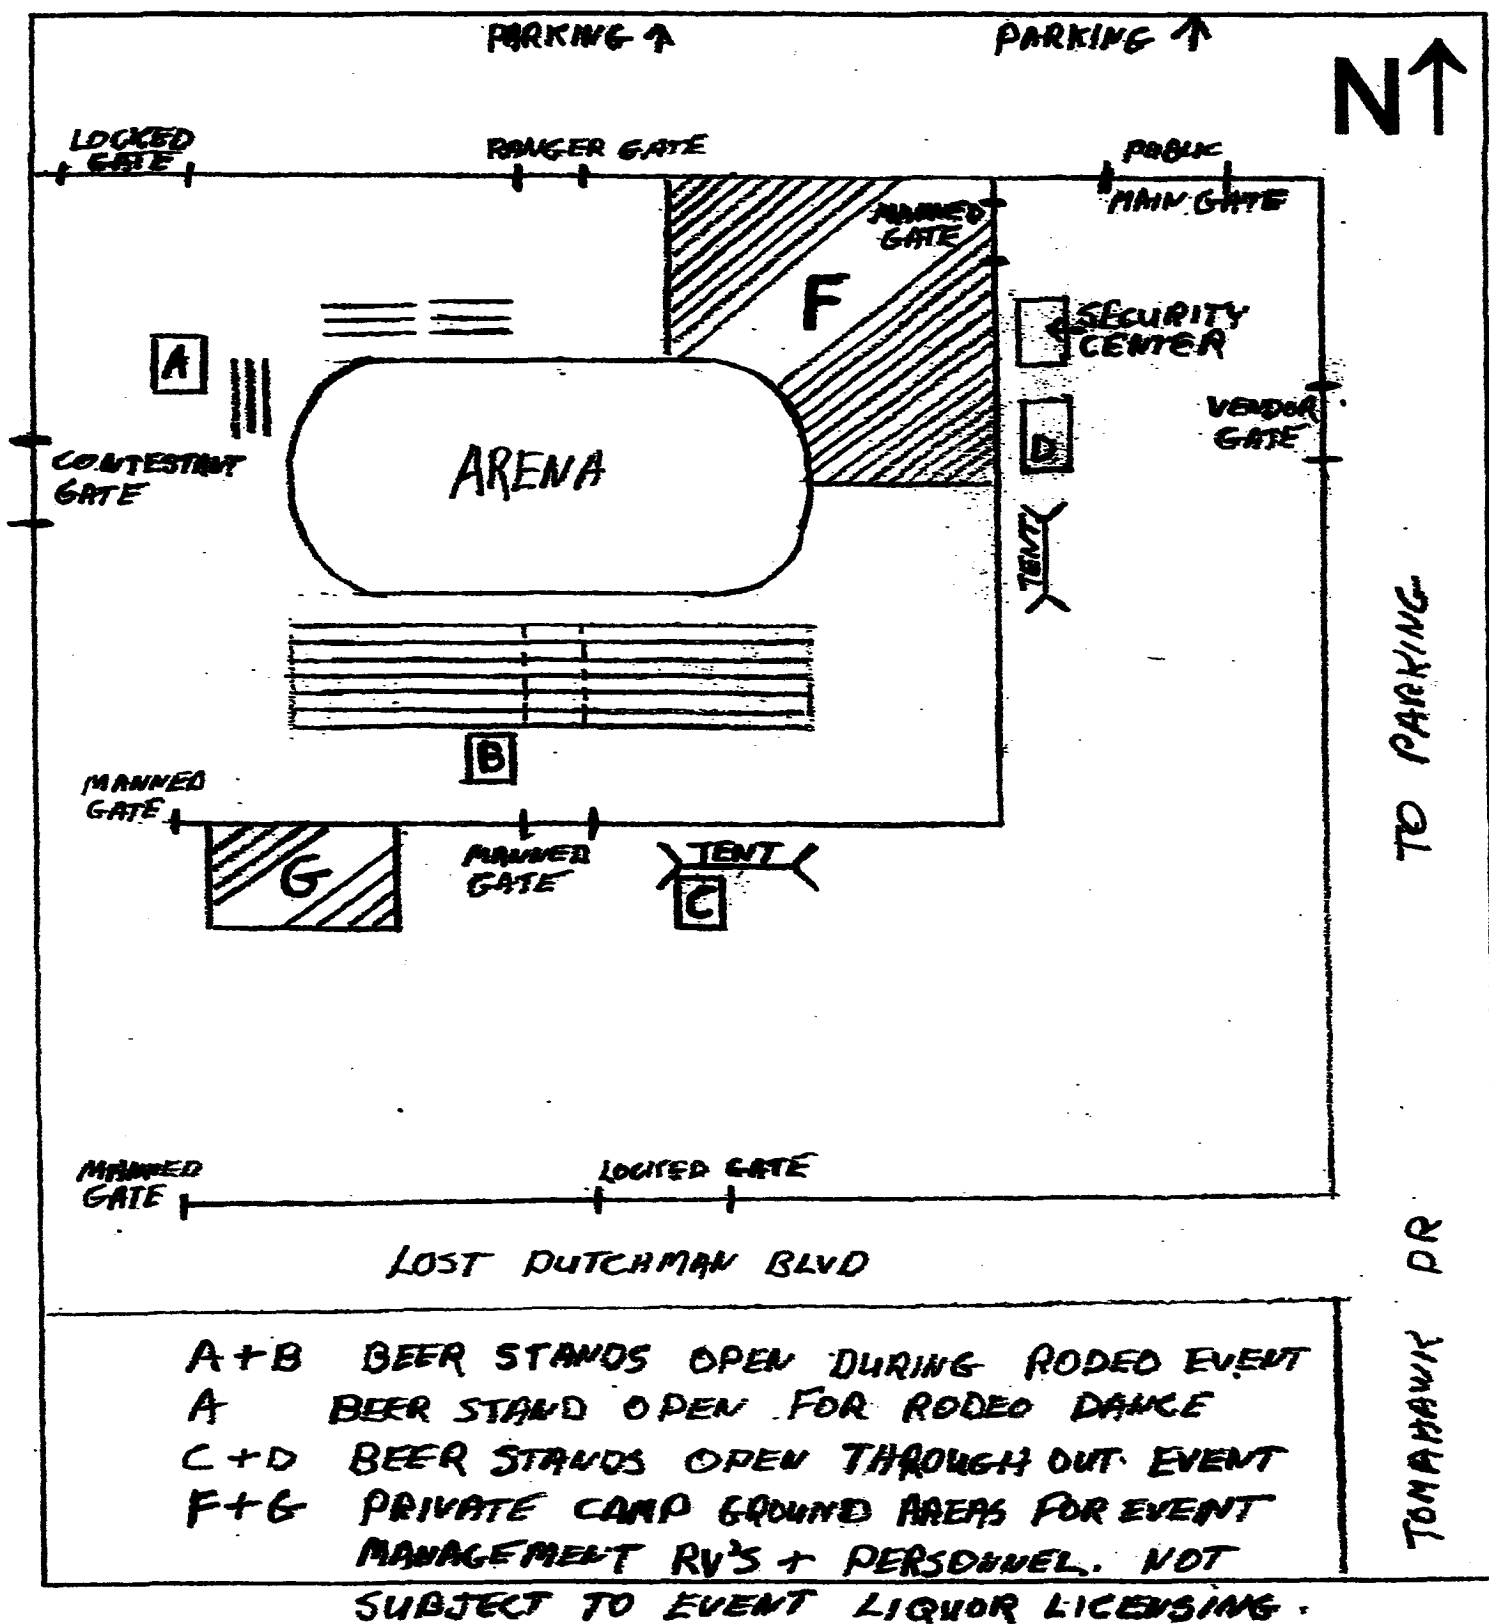 PARKING ↑ PARKING ↑
N↑
LOCKED
GATE
RANGER GATE
PUBLIC
MAIN GATE
MANNED
GATE
F
SECURITY
CENTER
A
VENDOR
GATE
D
CONTESTANT
GATE
ARENA
TENT
TO PARKING
B
MANNED
GATE
G
MANNED
GATE
TENT
C
MANNED
GATE
LOCKED GATE
LOST DUTCHMAN BLVD
TOMAHAWK DR
A+B BEER STANDS OPEN DURING RODEO EVENT
A BEER STAND OPEN FOR RODEO DANCE
C+D BEER STANDS OPEN THROUGH OUT EVENT
F+G PRIVATE CAMP GROUND AREAS FOR EVENT
MANAGEMENT RV'S + PERSONNEL. NOT
SUBJECT TO EVENT LIQUOR LICENSING.